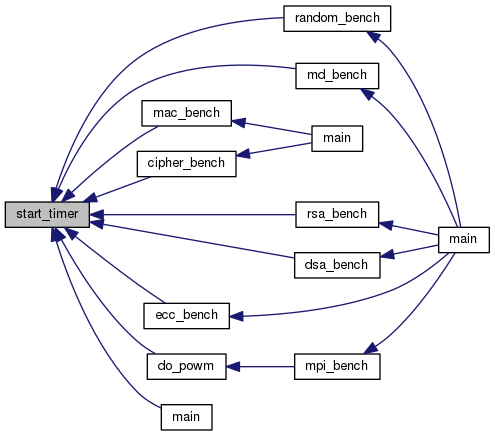 random_bench
md_bench
mac_bench
main
cipher_bench
start_timer
rsa_bench
main
dsa_bench
ecc_bench
do_powm
mpi_bench
main